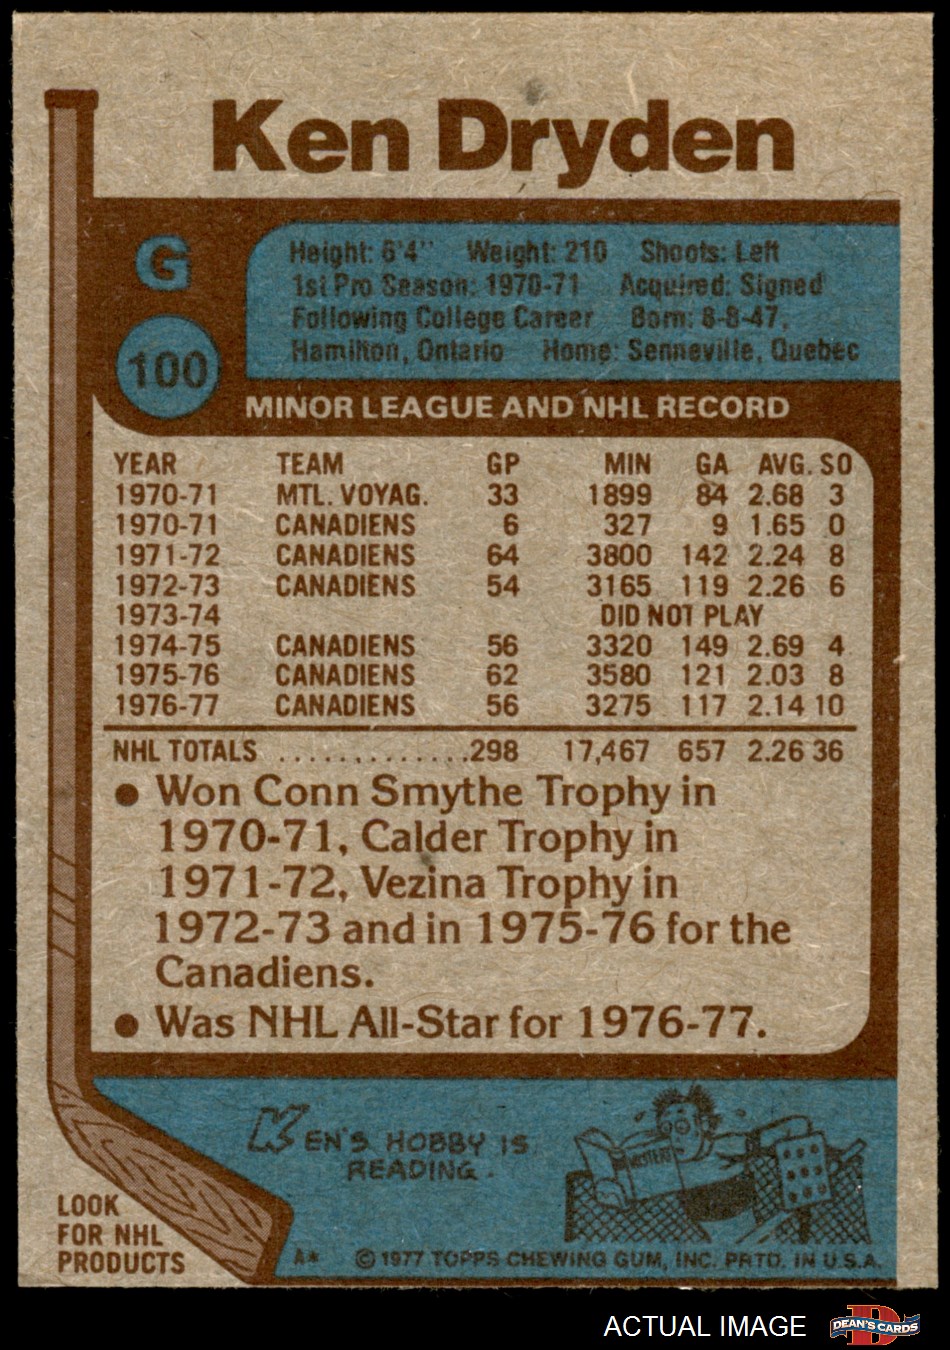 Ken Dryden
G
100
Height: 6'4" Weight: 210 Shoots: Left
1st Pro Season: 1970-71 Acquired: Signed
Following College Career Born: 8-8-47,
Hamilton, Ontario Home: Senneville, Quebec
MINOR LEAGUE AND NHL RECORD
YEAR TEAM GP MIN GA AVG. SO
1970-71 MTL. VOYAG. 33 1899 84 2.68 3
1970-71 CANADIENS 6 327 9 1.65 0
1971-72 CANADIENS 64 3800 142 2.24 8
1972-73 CANADIENS 54 3165 119 2.26 6
1973-74 DID NOT PLAY
1974-75 CANADIENS 56 3320 149 2.69 4
1975-76 CANADIENS 62 3580 121 2.03 8
1976-77 CANADIENS 56 3275 117 2.14 10
NHL TOTALS .............298 17,467 657 2.26 36
● Won Conn Smythe Trophy in
1970-71, Calder Trophy in
1971-72, Vezina Trophy in
1972-73 and in 1975-76 for the
Canadiens.
● Was NHL All-Star for 1976-77.
KEN'S HOBBY IS
READING.
MYSTERY
LOOK
FOR NHL
PRODUCTS
A* © 1977 TOPPS CHEWING GUM, INC. PRTD. IN U.S.A.
ACTUAL IMAGE
D
DEAN'S CARDS